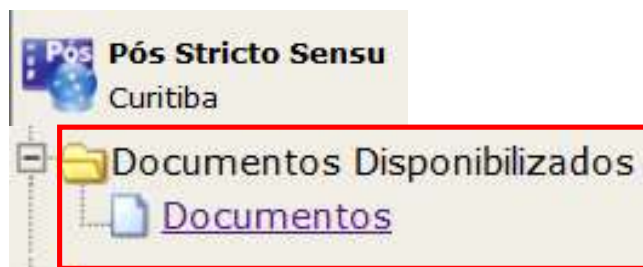 Pós
Pós Stricto Sensu
Curitiba
Documentos Disponibilizados
Documentos